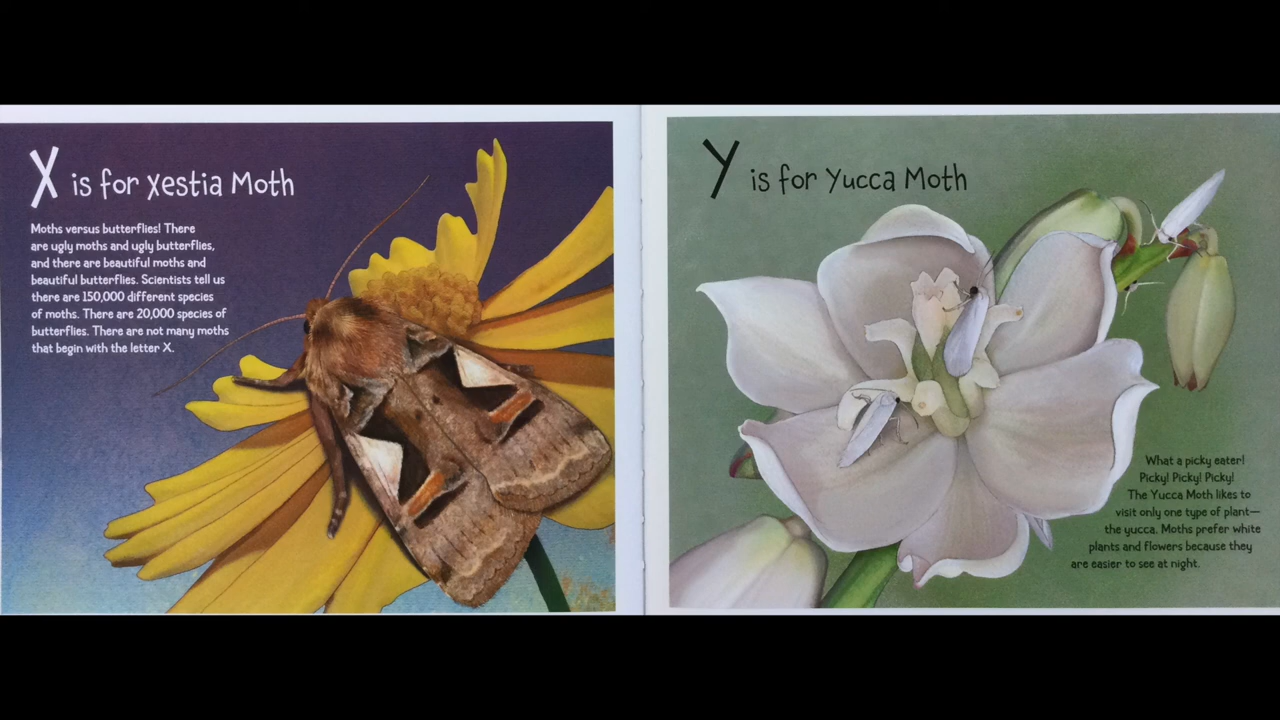 X is for Xestia Moth
Moths versus butterflies! There
are ugly moths and ugly butterflies,
and there are beautiful moths and
beautiful butterflies. Scientists tell us
there are 150,000 different species
of moths. There are 20,000 species of
butterflies. There are not many moths
that begin with the letter X.
Y is for Yucca Moth
What a picky eater!
Picky! Picky! Picky!
The Yucca Moth likes to
visit only one type of plant—
the yucca. Moths prefer white
plants and flowers because they
are easier to see at night.